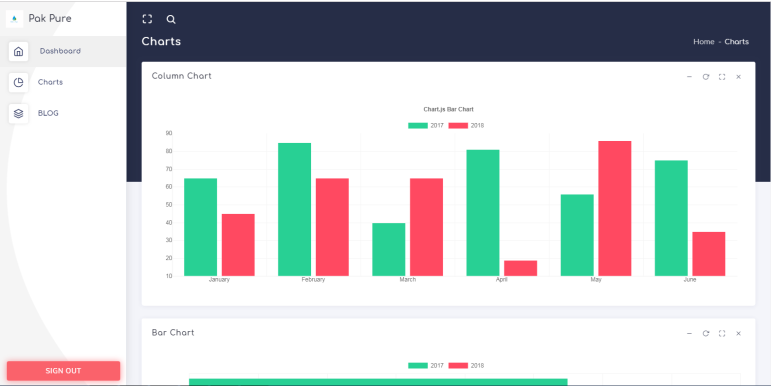 Pak Pure
Dashboard
Charts
BLOG
SIGN OUT
Charts
Home - Charts
Column Chart
Chart.js Bar Chart
2017 2018
90
80
70
60
50
40
30
20
10
January February March April May June
Bar Chart
2017 2018